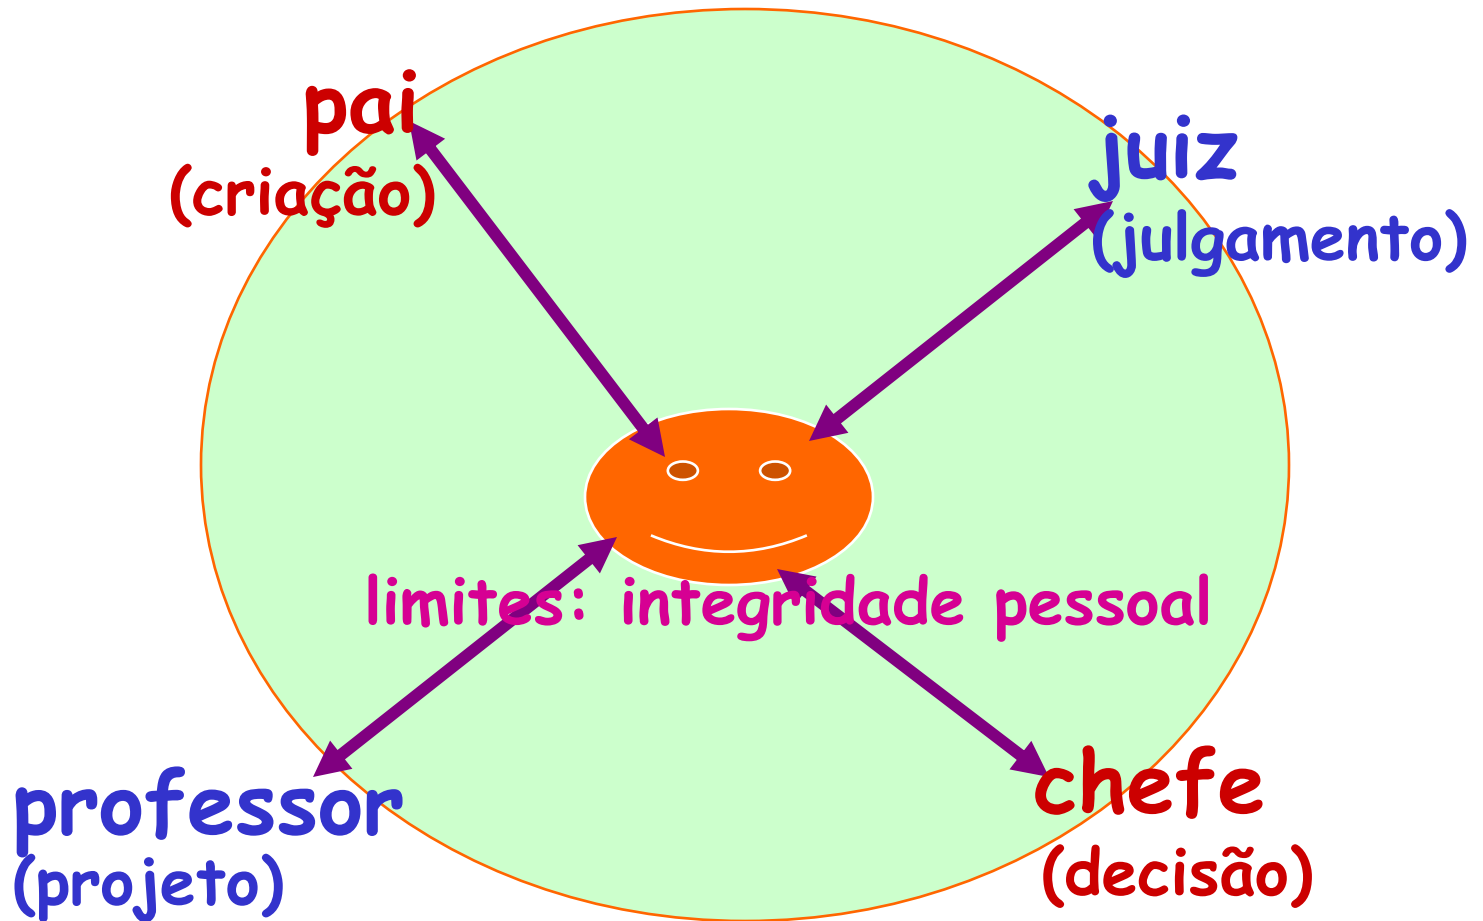 pai
(criação)
juiz
(julgamento)
limites: integridade pessoal
professor
(projeto)
chefe
(decisão)